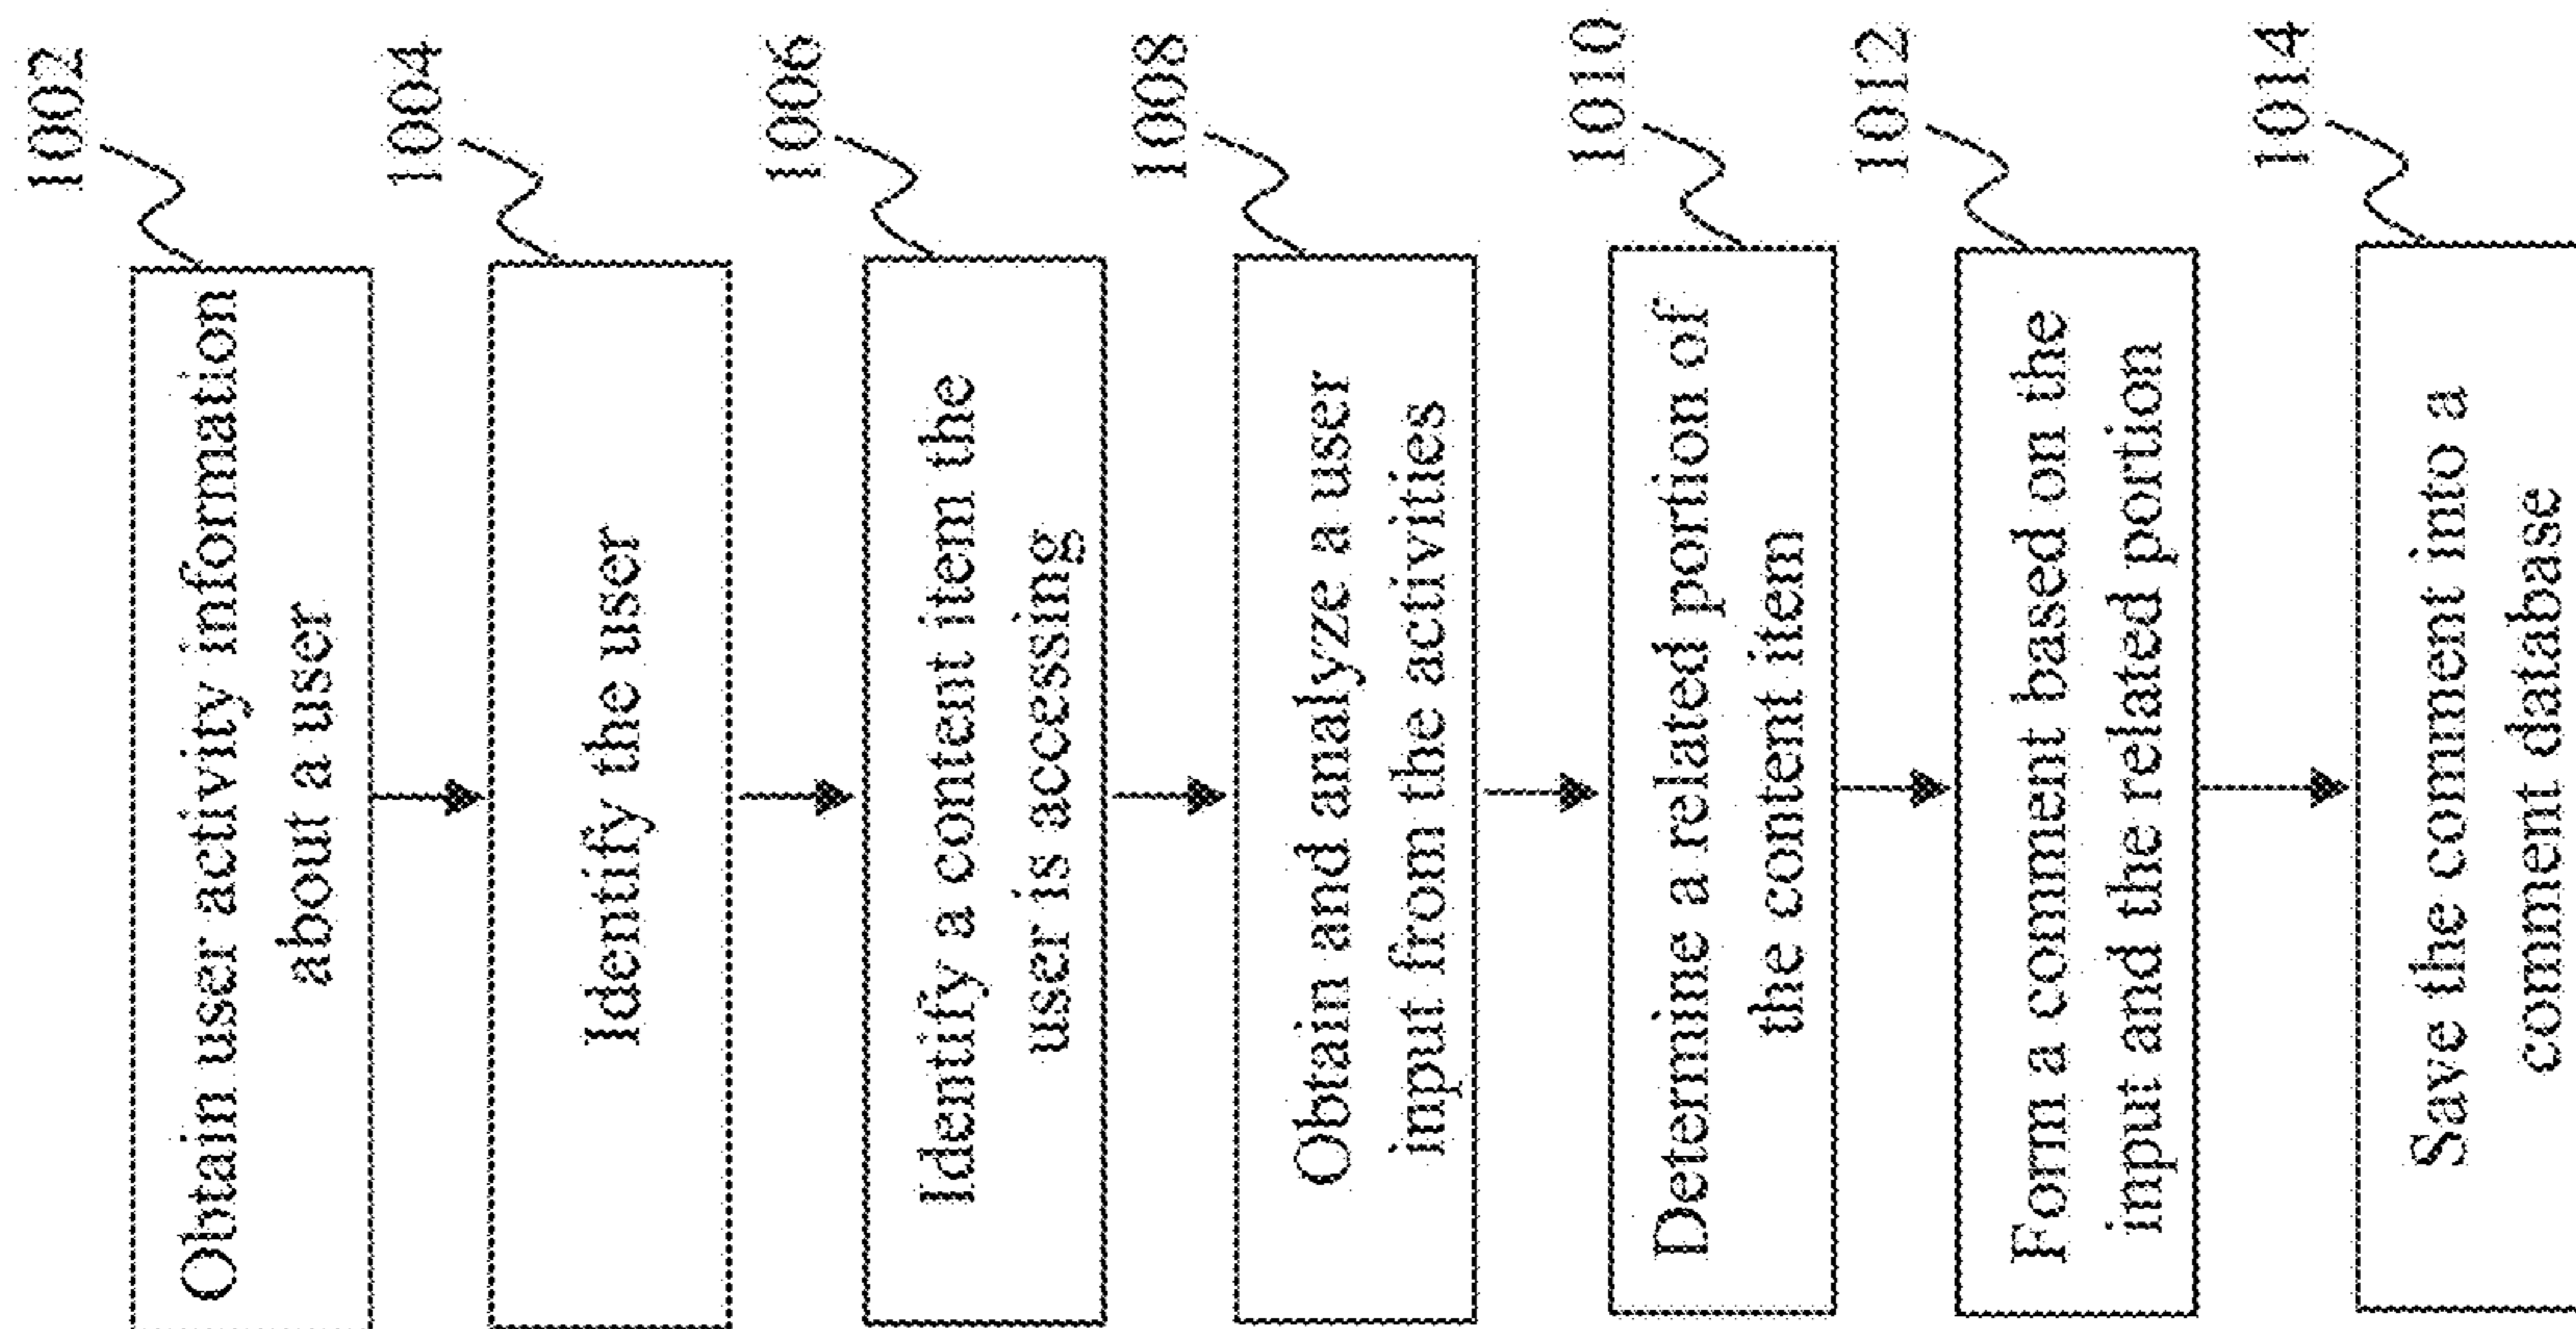 1002
Obtain user activity information
about a user
1004
Identify the user
1006
Identify a content item the
user is accessing
1008
Obtain and analyze a user
input from the activities
1010
Determine a related portion of
the content item
1012
Form a comment based on the
input and the related portion
1014
Save the comment into a
comment database